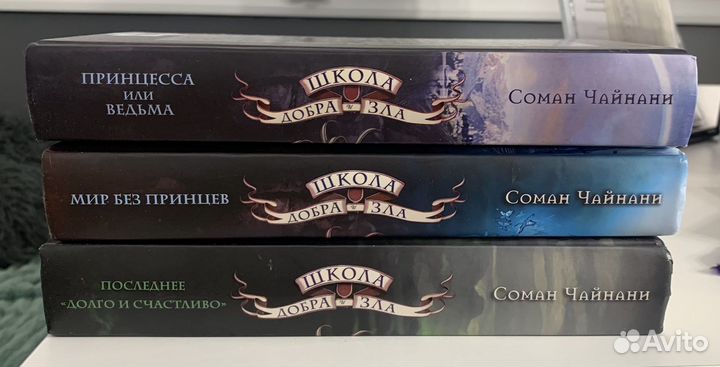 ПРИНЦЕССА
ИЛИ
ВЕДЬМА
ШКОЛА
ДОБРА И ЗЛА
СОМАН ЧАЙНАНИ
МИР БЕЗ ПРИНЦЕВ
ШКОЛА
ДОБРА И ЗЛА
СОМАН ЧАЙНАНИ
ПОСЛЕДНЕЕ
«ДОЛГО И СЧАСТЛИВО»
ШКОЛА
ДОБРА И ЗЛА
СОМАН ЧАЙНАНИ
Avito